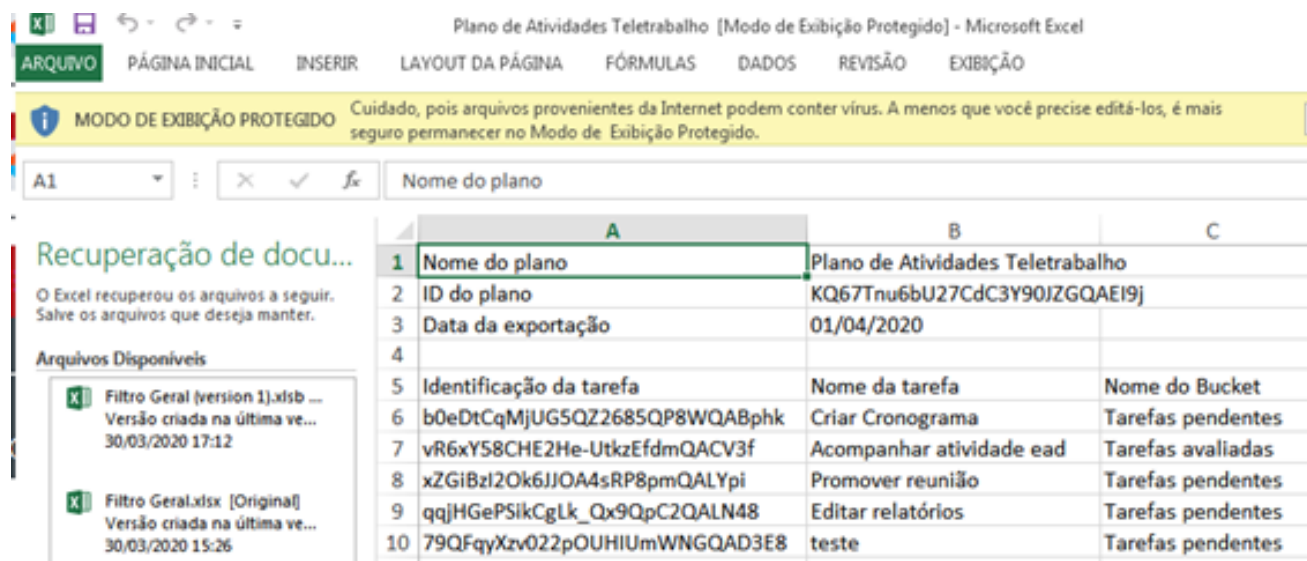 Plano de Atividades Teletrabalho [Modo de Exibição Protegido] - Microsoft Excel
ARQUIVO PÁGINA INICIAL INSERIR LAYOUT DA PÁGINA FÓRMULAS DADOS REVISÃO EXIBIÇÃO
MODO DE EXIBIÇÃO PROTEGIDO Cuidado, pois arquivos provenientes da Internet podem conter vírus. A menos que você precise editá-los, é mais
seguro permanecer no Modo de Exibição Protegido.
A1 fx Nome do plano
Recuperação de docu...
O Excel recuperou os arquivos a seguir.
Salve os arquivos que deseja manter.
Arquivos Disponíveis
Filtro Geral (version 1).xlsb ...
Versão criada na última ve...
30/03/2020 17:12
Filtro Geral.xlsx [Original]
Versão criada na última ve...
30/03/2020 15:26
A B C
1 Nome do plano Plano de Atividades Teletrabalho
2 ID do plano KQ67Tnu6bU27CdC3Y90JZGQAEI9j
3 Data da exportação 01/04/2020
4
5 Identificação da tarefa Nome da tarefa Nome do Bucket
6 b0eDtCqMjUG5QZ2685QP8WQABphk Criar Cronograma Tarefas pendentes
7 vR6xY58CHE2He-UtkzEfdmQACV3f Acompanhar atividade ead Tarefas avaliadas
8 xZGiBzI2Ok6JJOA4sRP8pmQALYpi Promover reunião Tarefas pendentes
9 qqjHGePSikCgLk_Qx9QpC2QALN48 Editar relatórios Tarefas pendentes
10 79QFqyXzv022pOUHIUmWNGQAD3E8 teste Tarefas pendentes